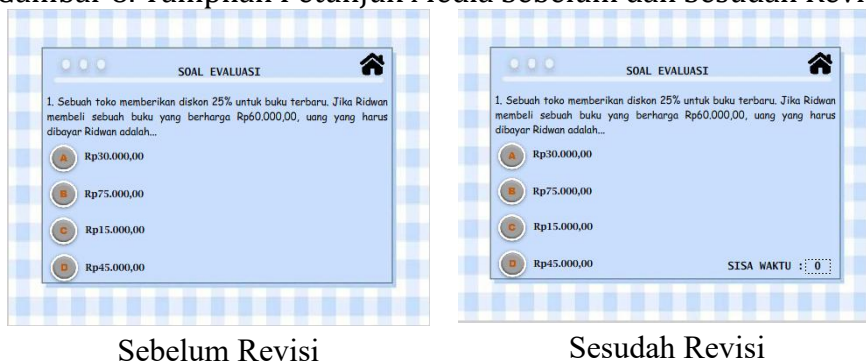 Gambar 8. Tampilan Petunjuk Media Sebelum dan Sesudah Revi
SOAL EVALUASI
1. Sebuah toko memberikan diskon 25% untuk buku terbaru. Jika Ridwan
membeli sebuah buku yang berharga Rp60.000,00, uang yang harus
dibayar Ridwan adalah...
A Rp30.000,00
B Rp75.000,00
C Rp15.000,00
D Rp45.000,00
Sebelum Revisi
SOAL EVALUASI
1. Sebuah toko memberikan diskon 25% untuk buku terbaru. Jika Ridwan
membeli sebuah buku yang berharga Rp60.000,00, uang yang harus
dibayar Ridwan adalah...
A Rp30.000,00
B Rp75.000,00
C Rp15.000,00
D Rp45.000,00
SISA WAKTU : 0
Sesudah Revisi